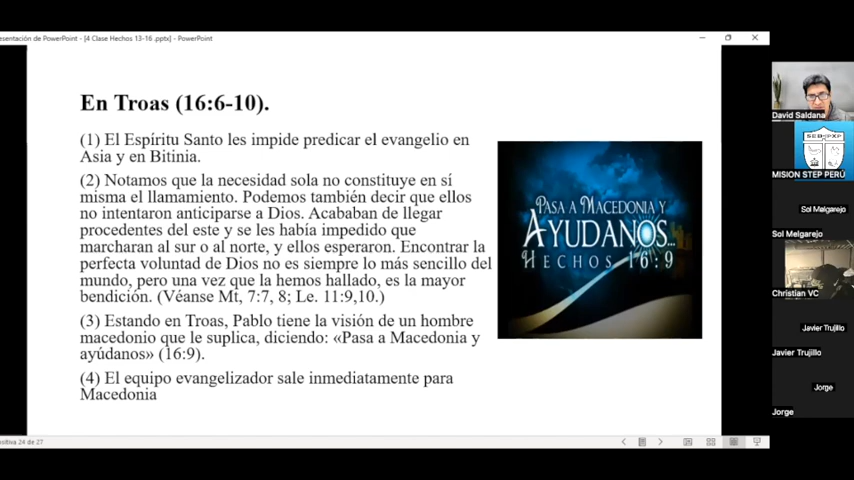 esentación de PowerPoint - [4 Clase Hechos 13-16 .pptx] - PowerPoint
En Troas (16:6-10).
(1) El Espíritu Santo les impide predicar el evangelio en
Asia y en Bitinia.
(2) Notamos que la necesidad sola no constituye en sí
misma el llamamiento. Podemos también decir que ellos
no intentaron anticiparse a Dios. Acababan de llegar
procedentes del este y se les había impedido que
marcharan al sur o al norte, y ellos esperaron. Encontrar la
perfecta voluntad de Dios no es siempre lo más sencillo del
mundo, pero una vez que la hemos hallado, es la mayor
bendición. (Véanse Mt, 7:7, 8; Le. 11:9,10.)
(3) Estando en Troas, Pablo tiene la visión de un hombre
macedonio que le suplica, diciendo: «Pasa a Macedonia y
ayúdanos» (16:9).
(4) El equipo evangelizador sale inmediatamente para
Macedonia
PASA A MACEDONIA Y
AYUDANOS...
HECHOS 16:9
ositiva 24 de 27
David Saldana
SEB-PXP
MISION STEP PERÚ
Sol Melgarejo
Sol Melgarejo
Christian VC
Javier Trujillo
Javier Trujillo
Jorge
Jorge